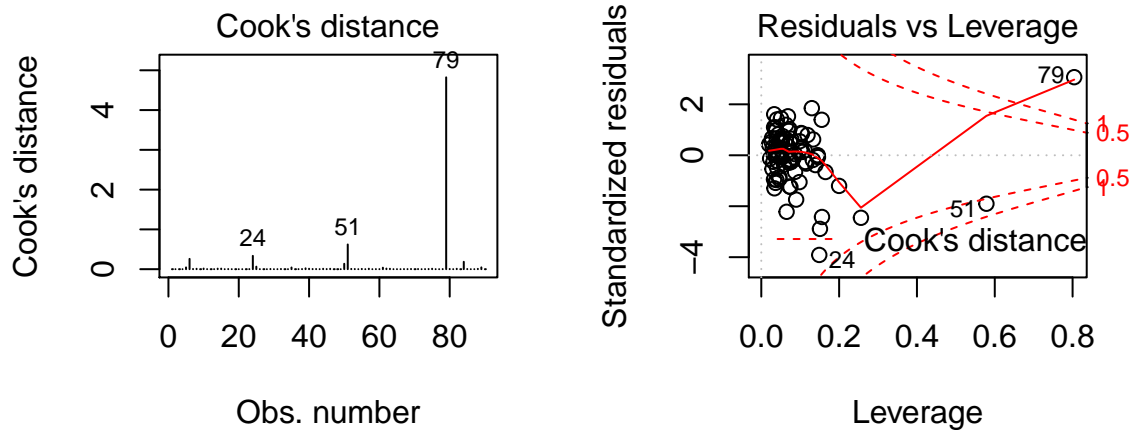 Cook's distance
79
51
24
Cook's distance
0 2 4
0 20 40 60 80
Obs. number
Residuals vs Leverage
79
51
24
Cook's distance
1
0.5
0.5
1
Standardized residuals
−4 0 2
0.0 0.2 0.4 0.6 0.8
Leverage